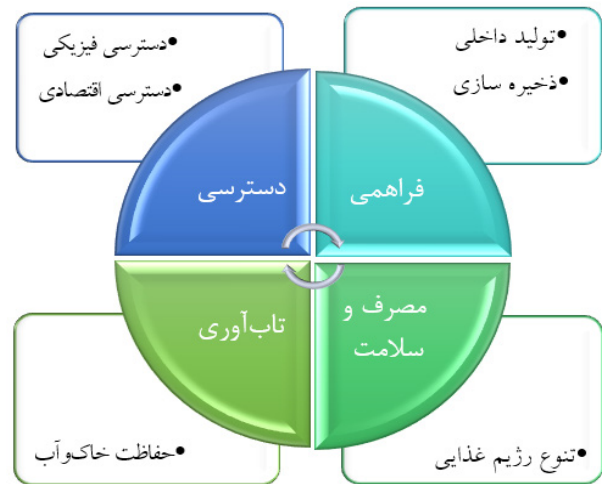 •تولید داخلی
•ذخیره سازی
•دسترسی فیزیکی
•دسترسی اقتصادی
فراهمی
دسترسی
مصرف و
سلامت
تاب‌آوری
•تنوع رژیم غذایی
•حفاظت خاک‌وآب